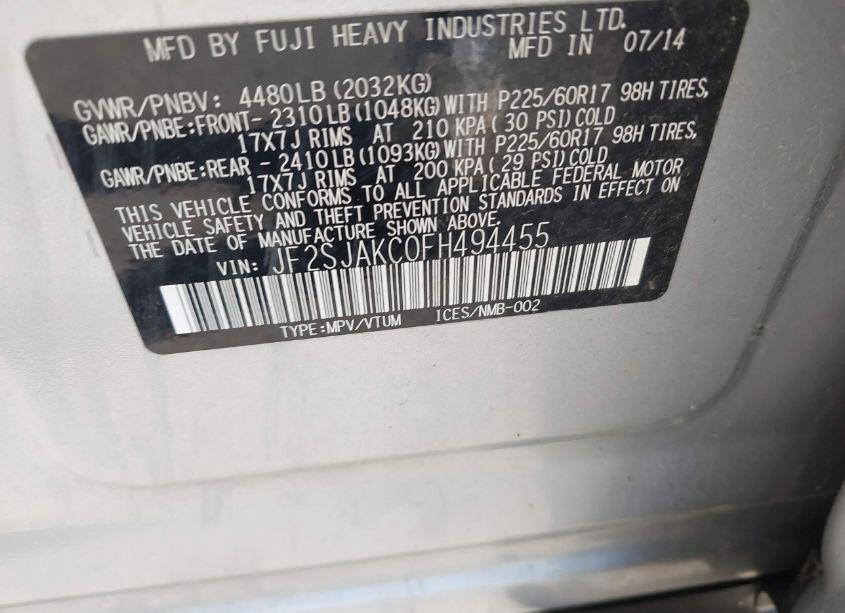 MFD BY FUJI HEAVY INDUSTRIES LTD.
MFD IN 07/14
GVWR/PNBV: 4480LB (2032KG)
GAWR/PNBE:FRONT- 2310LB (1048KG) WITH P225/60R17 98H TIRES,
17X7J RIMS AT 210 KPA ( 30 PSI) COLD
GAWR/PNBE:REAR - 2410LB (1093KG) WITH P225/60R17 98H TIRES,
17X7J RIMS AT 200 KPA ( 29 PSI) COLD
THIS VEHICLE CONFORMS TO ALL APPLICABLE FEDERAL MOTOR
VEHICLE SAFETY AND THEFT PREVENTION STANDARDS IN EFFECT ON
THE DATE OF MANUFACTURE SHOWN ABOVE.
VIN: JF2SJAKC0FH494455
TYPE:MPV/VTUM ICES/NMB-002